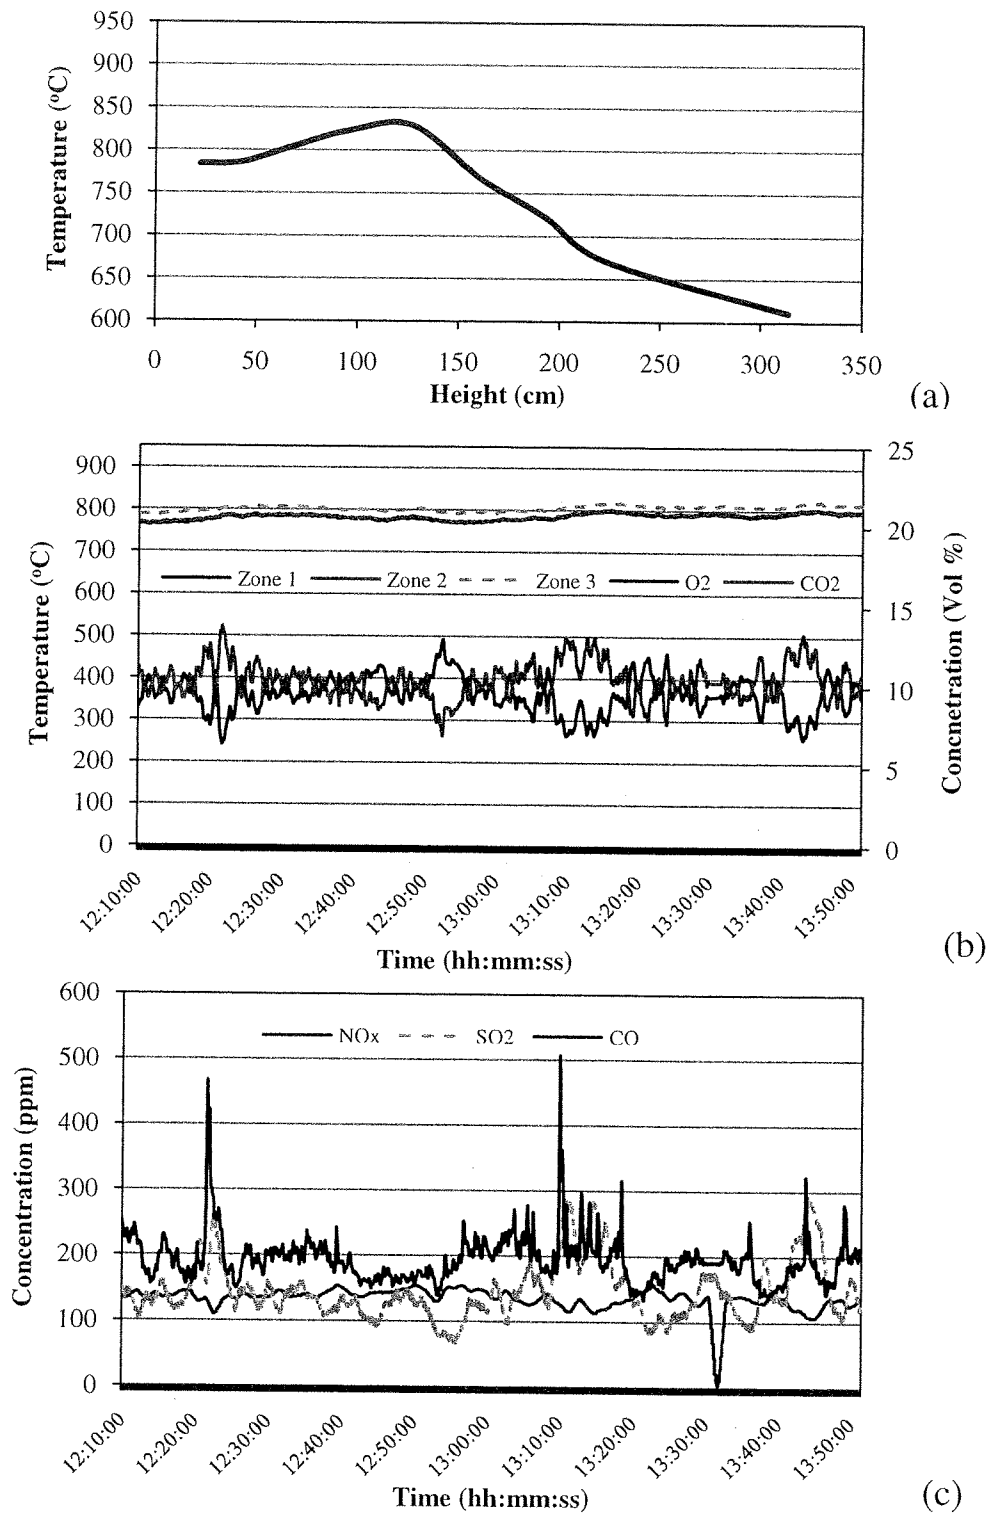 950
900
850
800
750
700
650
600
Temperature (ºC)
0 50 100 150 200 250 300 350
Height (cm)
(a)
900
800
700
600
500
400
300
200
100
0
Temperature (ºC)
Zone 1 Zone 2 Zone 3 O2 CO2
25
20
15
10
5
0
Concnetration (Vol %)
12:10:00 12:20:00 12:30:00 12:40:00 12:50:00 13:00:00 13:10:00 13:20:00 13:30:00 13:40:00 13:50:00
Time (hh:mm:ss)
(b)
600
500
400
300
200
100
0
Concentration (ppm)
NOx SO2 CO
12:10:00 12:20:00 12:30:00 12:40:00 12:50:00 13:00:00 13:10:00 13:20:00 13:30:00 13:40:00 13:50:00
Time (hh:mm:ss)
(c)